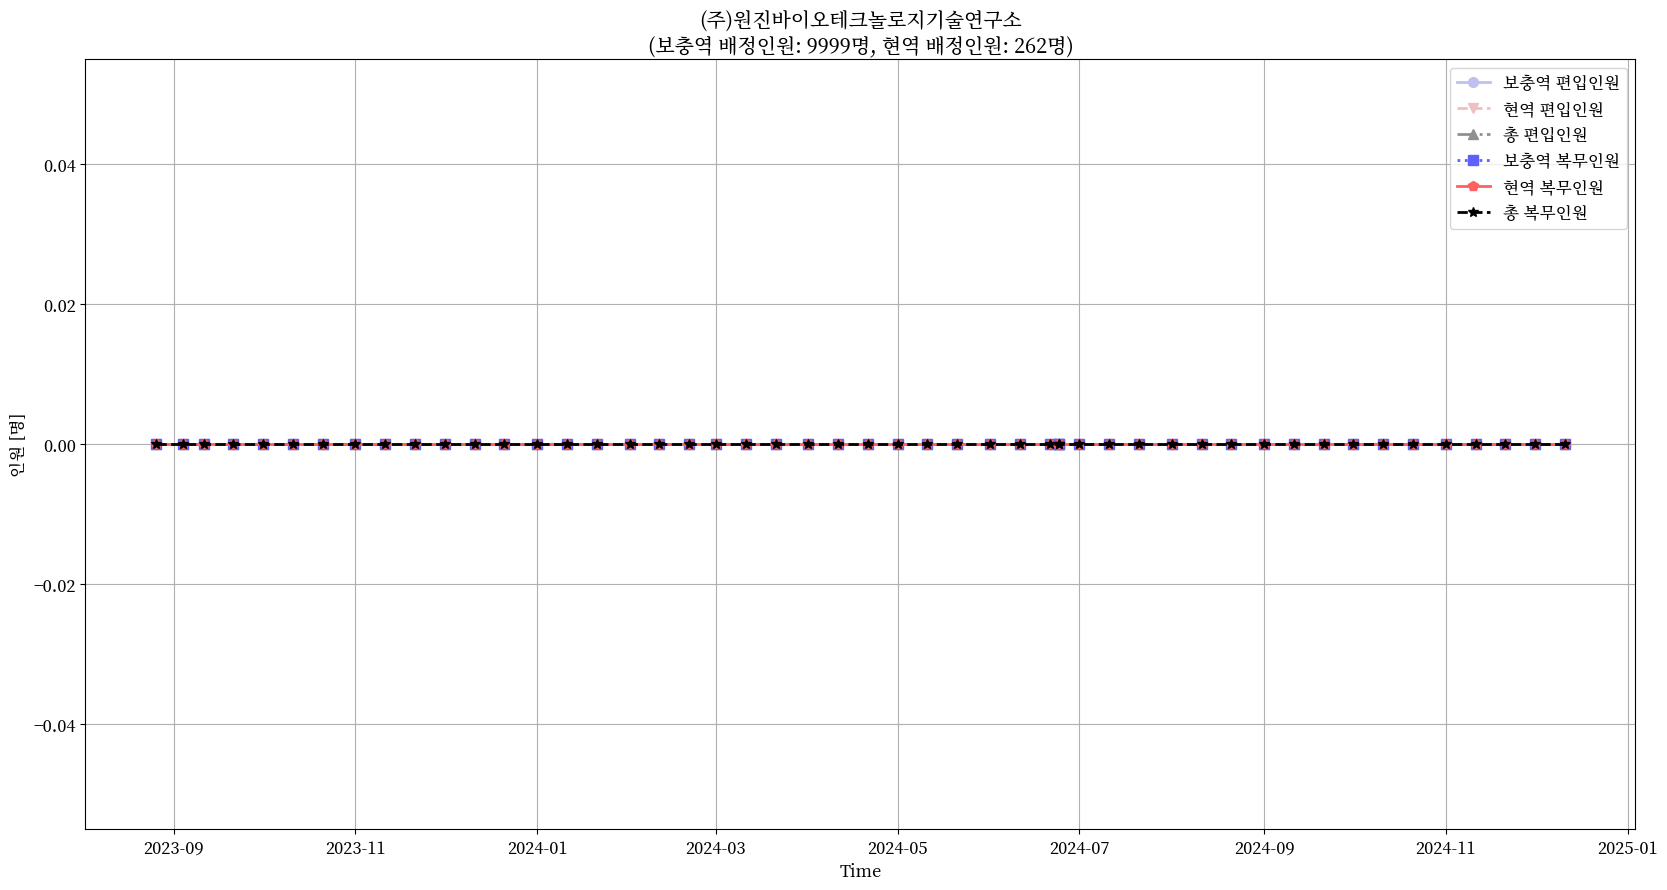 (주)원진바이오테크놀로지기술연구소
(보충역 배정인원: 9999명, 현역 배정인원: 262명)
보충역 편입인원
현역 편입인원
총 편입인원
보충역 복무인원
현역 복무인원
총 복무인원
인원 [명]
0.04
0.02
0.00
−0.02
−0.04
2023-09
2023-11
2024-01
2024-03
2024-05
2024-07
2024-09
2024-11
2025-01
Time